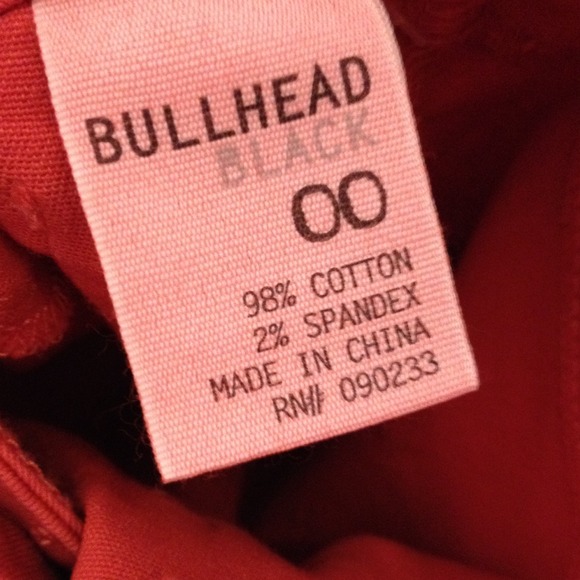 BULLHEAD
BLACK
00
98% COTTON
2% SPANDEX
MADE IN CHINA
RN# 090233